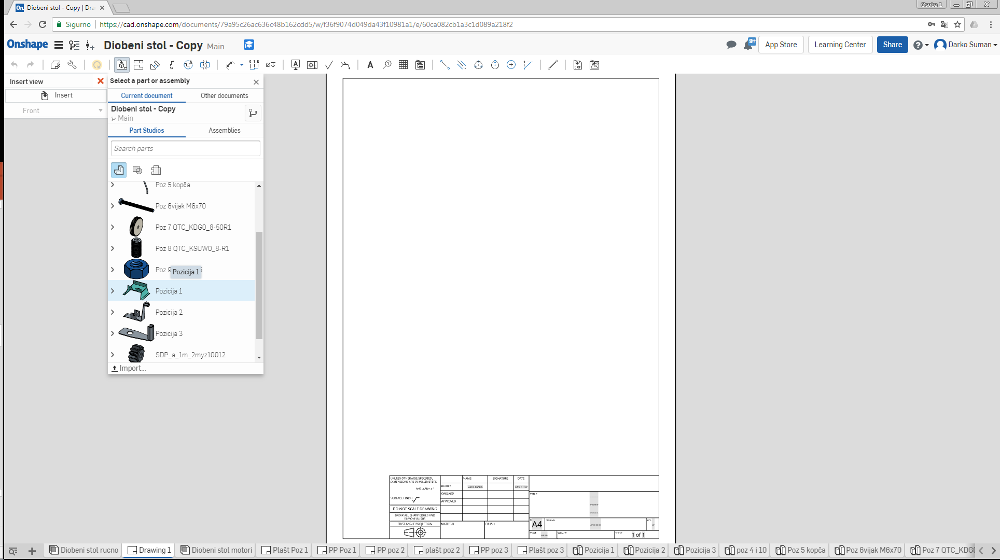 On. Diobeni stol - Copy | Dra
Osoba 1
Sigurno
https://cad.onshape.com/documents/79a95c26ac636c48b162cdd5/w/f36f9074d049da43f10981a1/e/60ca082cb1a3c1d089a218f2
Onshape
Diobeni stol - Copy Main
9+
App Store
Learning Center
Share
Darko Suman
Insert view
Insert
Front
Select a part or assembly
Current document
Other documents
Diobeni stol - Copy
Main
Part Studios
Assemblies
Search parts
Poz 5 kopča
Poz 6vijak M6x70
Poz 7 QTC_KDG0_8-50R1
Poz 8 QTC_KSUW0_8-R1
Poz 9
Pozicija 1
Pozicija 1
Pozicija 2
Pozicija 3
SDP_a_1m_2myz10012
Import...
UNLESS OTHERWISE SPECIFIED,
DIMENSIONS ARE IN MILLIMETERS
ANGULAR = ± °
SURFACE FINISH
DO NOT SCALE DRAWING
BREAK ALL SHARP EDGES AND
REMOVE BURRS
FIRST ANGLE PROJECTION
NAME
SIGNATURE
DATE
DRAWN
Darko Suman
CHECKED
APPROVED
MATERIAL
FINISH
TITLE
----
----
----
A4
DWG NO.
----
REV.
-
SCALE
----
WEIGHT
SHEET
1 of 1
Diobeni stol rucno
Drawing 1
Diobeni stol motori
Plašt Poz 1
PP Poz 1
PP poz 2
plašt poz 2
PP poz 3
Plašt poz 3
Pozicija 1
Pozicija 2
Pozicija 3
poz 4 i 10
Poz 5 kopča
Poz 6vijak M6x70
Poz 7 QTC_KDG